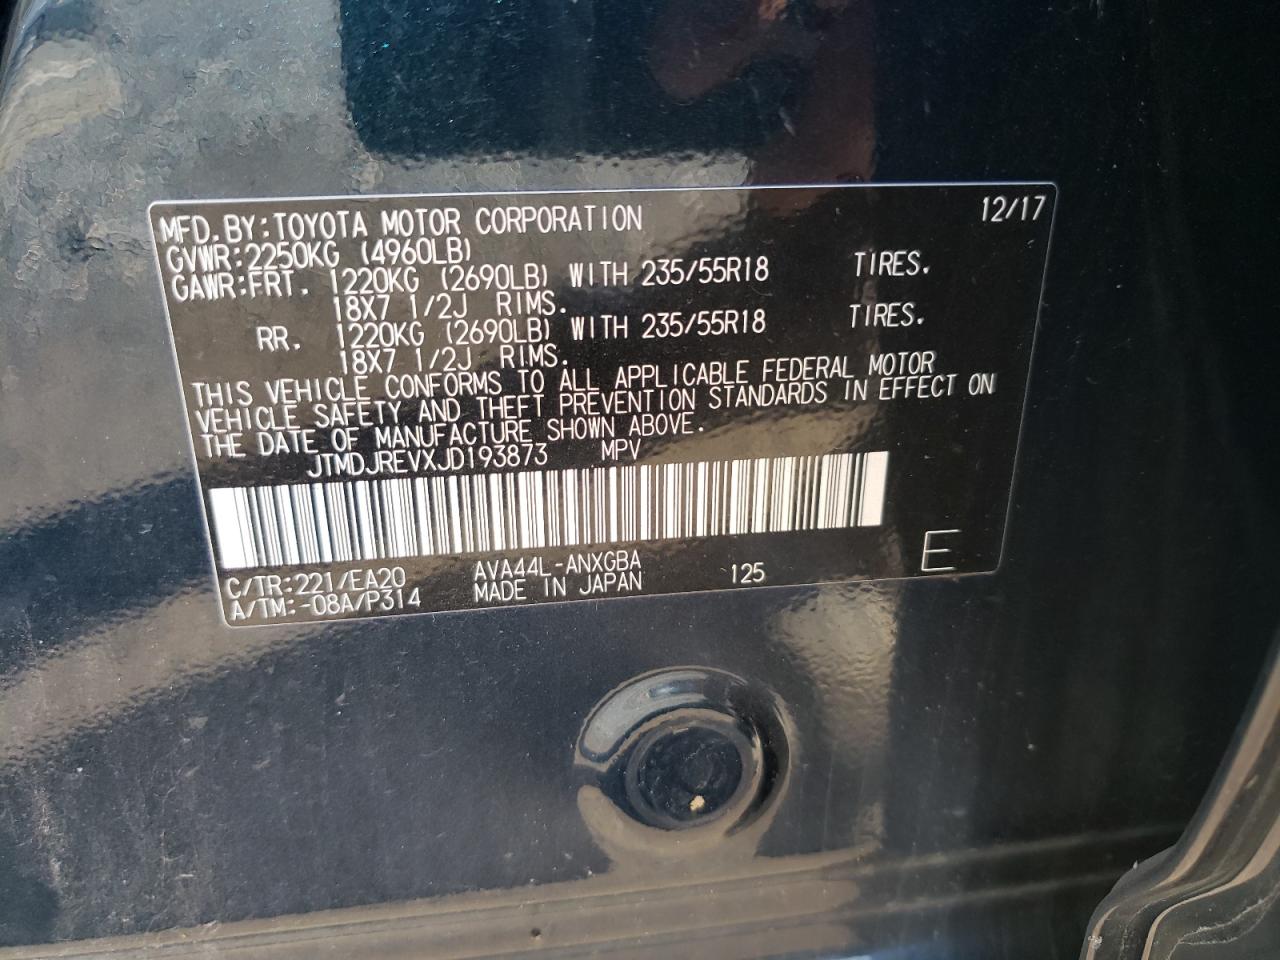 MFD.BY:TOYOTA MOTOR CORPORATION 12/17
GVWR:2250KG (4960LB)
GAWR:FRT. 1220KG (2690LB) WITH 235/55R18 TIRES.
18X7 1/2J RIMS.
RR. 1220KG (2690LB) WITH 235/55R18 TIRES.
18X7 1/2J RIMS.
THIS VEHICLE CONFORMS TO ALL APPLICABLE FEDERAL MOTOR
VEHICLE SAFETY AND THEFT PREVENTION STANDARDS IN EFFECT ON
THE DATE OF MANUFACTURE SHOWN ABOVE.
JTMDJREVXJD193873 MPV
C/TR:221/EA20 AVA44L-ANXGBA 125 E
A/TM:-08A/P314 MADE IN JAPAN